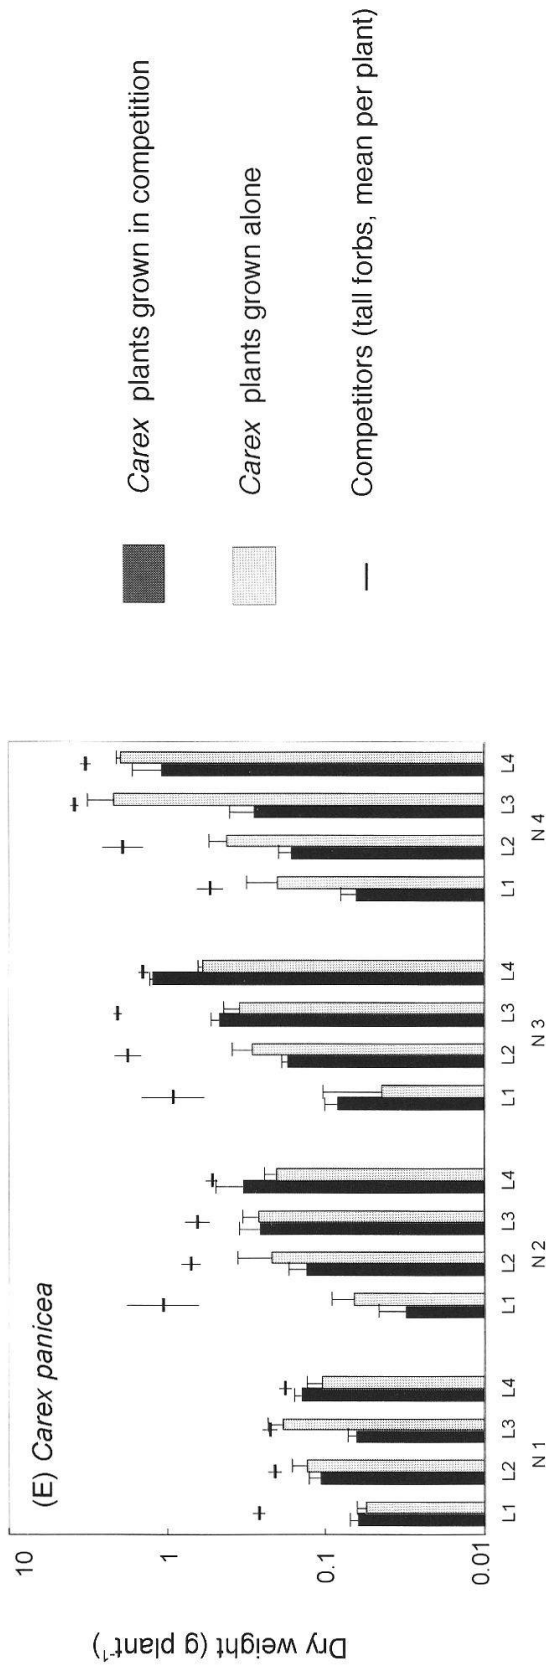 (E) Carex panicea
Dry weight (g plant⁻¹)
10
1
0.1
0.01
L1 L2 L3 L4 L1 L2 L3 L4 L1 L2 L3 L4 L1 L2 L3 L4
N 1 N 2 N 3 N 4
Carex plants grown in competition
Carex plants grown alone
Competitors (tall forbs, mean per plant)